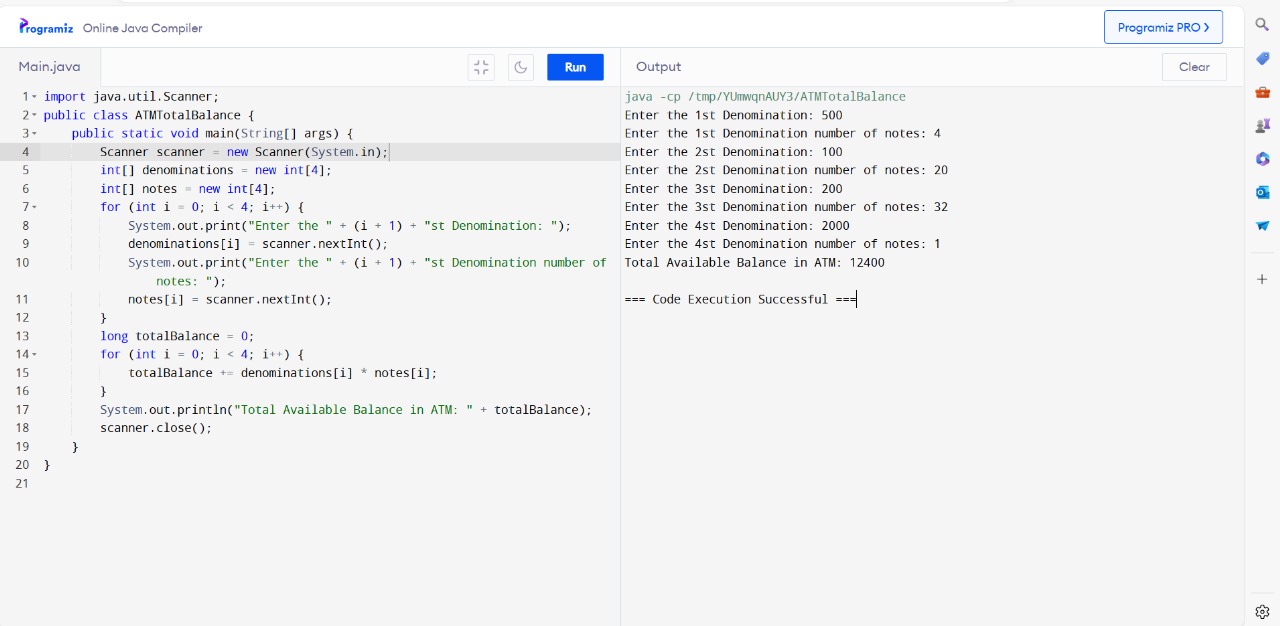 Programiz Online Java Compiler
Programiz PRO >
Main.java
Run
Output
Clear
1 import java.util.Scanner;
2 public class ATMTotalBalance {
3 public static void main(String[] args) {
4 Scanner scanner = new Scanner(System.in);
5 int[] denominations = new int[4];
6 int[] notes = new int[4];
7 for (int i = 0; i < 4; i++) {
8 System.out.print("Enter the " + (i + 1) + "st Denomination: ");
9 denominations[i] = scanner.nextInt();
10 System.out.print("Enter the " + (i + 1) + "st Denomination number of
notes: ");
11 notes[i] = scanner.nextInt();
12 }
13 long totalBalance = 0;
14 for (int i = 0; i < 4; i++) {
15 totalBalance += denominations[i] * notes[i];
16 }
17 System.out.println("Total Available Balance in ATM: " + totalBalance);
18 scanner.close();
19 }
20 }
21
java -cp /tmp/YUmwqnAUY3/ATMTotalBalance
Enter the 1st Denomination: 500
Enter the 1st Denomination number of notes: 4
Enter the 2st Denomination: 100
Enter the 2st Denomination number of notes: 20
Enter the 3st Denomination: 200
Enter the 3st Denomination number of notes: 32
Enter the 4st Denomination: 2000
Enter the 4st Denomination number of notes: 1
Total Available Balance in ATM: 12400
=== Code Execution Successful ===